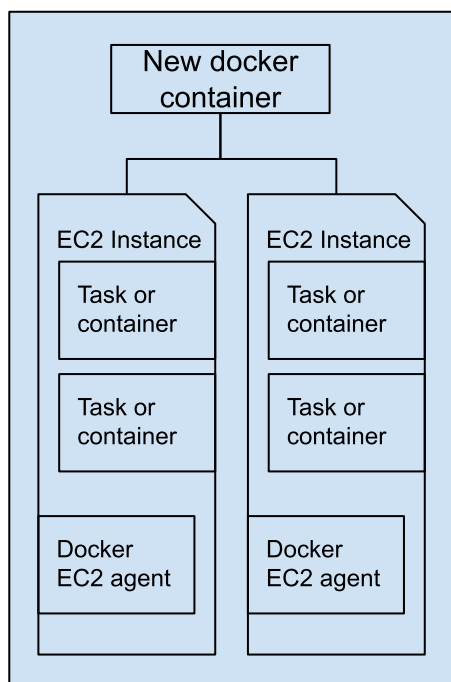 New docker
container
EC2 Instance
Task or
container
Task or
container
Docker
EC2 agent
EC2 Instance
Task or
container
Task or
container
Docker
EC2 agent